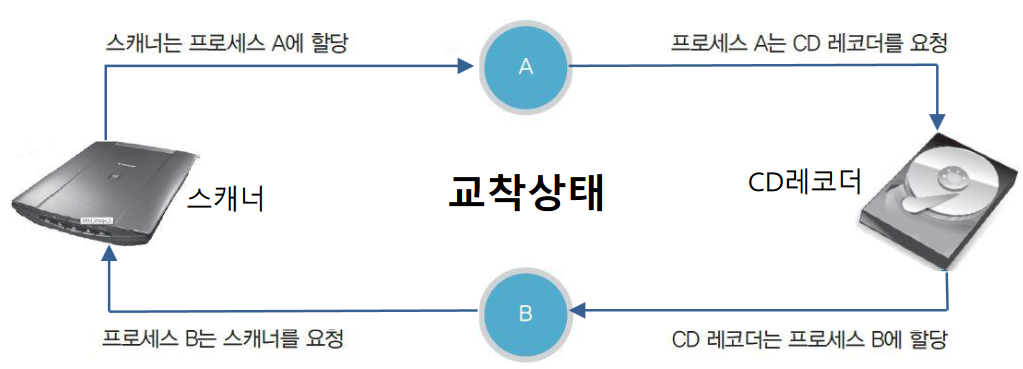 스캐너는 프로세스 A에 할당
프로세스 A는 CD 레코더를 요청
A
스캐너
교착상태
CD레코더
B
프로세스 B는 스캐너를 요청
CD 레코더는 프로세스 B에 할당